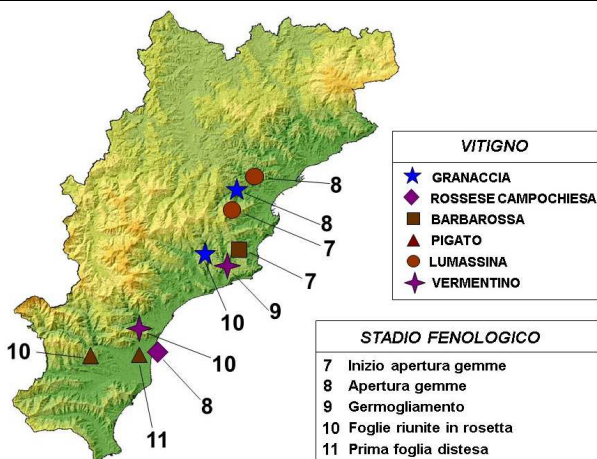 8
8
7
7
9
10
10
10
8
11
VITIGNO
GRANACCIA
ROSSESE CAMPOCHIESA
BARBAROSSA
PIGATO
LUMASSINA
VERMENTINO
STADIO FENOLOGICO
7 Inizio apertura gemme
8 Apertura gemme
9 Germogliamento
10 Foglie riunite in rosetta
11 Prima foglia distesa